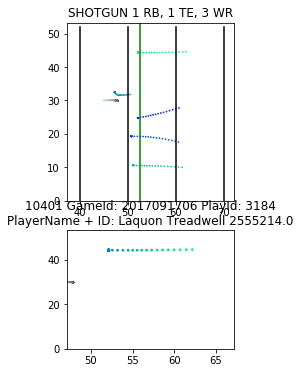 SHOTGUN 1 RB, 1 TE, 3 WR
50
40
30
20
10
0
40 50 60 70
10401 GameId: 2017091706 PlayId: 3184
PlayerName + ID: Laquon Treadwell 2555214.0
40
20
0
50 55 60 65